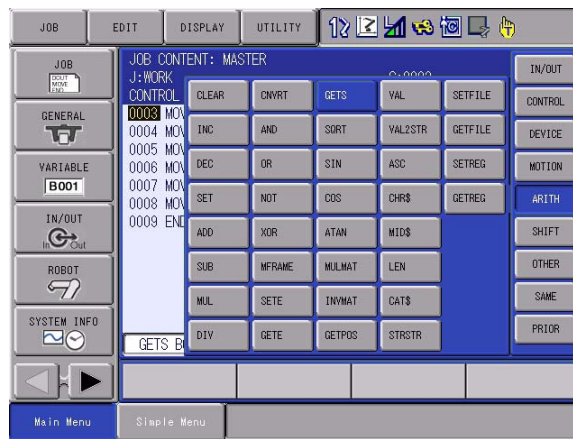 JOB EDIT DISPLAY UTILITY
JOB
DOUT
MOVE
END
GENERAL
VARIABLE
B001
IN/OUT
In Out
ROBOT
SYSTEM INFO
JOB CONTENT: MASTER
J:WORK
CONTROL
0003 MOV
0004 MOV
0005 MOV
0006 MOV
0007 MOV
0008 MOV
0009 END
GETS B
CLEAR CNVRT GETS VAL SETFILE
INC AND SQRT VAL2STR GETFILE
DEC OR SIN ASC SETREG
SET NOT COS CHR$ GETREG
ADD XOR ATAN MID$
SUB MFRAME MULMAT LEN
MUL SETE INVMAT CAT$
DIV GETE GETPOS STRSTR
IN/OUT
CONTROL
DEVICE
MOTION
ARITH
SHIFT
OTHER
SAME
PRIOR
Main Menu Simple Menu